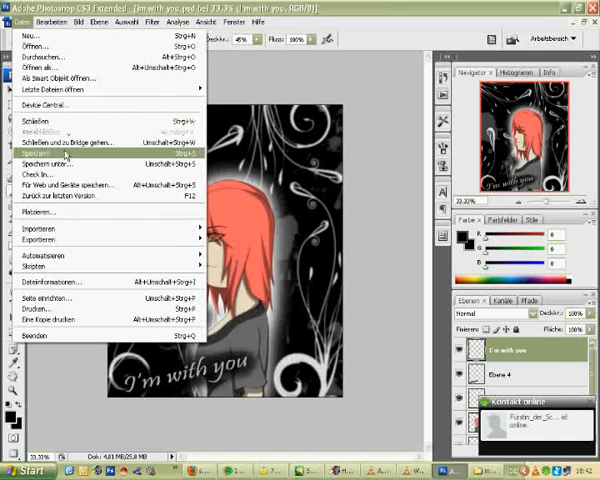 Adobe Photoshop CS3 Extended - [im with you.psd bei 33.3% (I'm with you, RGB/8)]
Datei Bearbeiten Bild Ebene Auswahl Filter Analyse Ansicht Fenster Hilfe
Deckkr.: 45% Fluss: 100% Arbeitsbereich
Neu... Strg+N
Öffnen... Strg+O
Durchsuchen... Alt+Strg+O
Öffnen als... Alt+Umschalt+Strg+O
Als Smart Objekt öffnen...
Letzte Dateien öffnen
Device Central...
Schließen Strg+W
Schließen und zu Bridge gehen... Umschalt+Strg+W
Speichern Strg+S
Speichern unter... Umschalt+Strg+S
Check In...
Für Web und Geräte speichern... Alt+Umschalt+Strg+S
Zurück zur letzten Version F12
Platzieren...
Importieren
Exportieren
Automatisieren
Skripten
Dateiinformationen... Alt+Umschalt+Strg+I
Seite einrichten... Umschalt+Strg+P
Drucken... Strg+P
Eine Kopie drucken Alt+Umschalt+Strg+P
Beenden Strg+Q
I'm with you
Navigator Histogramm Info
I'm with you
33.33%
Farbe Farbfelder Stile
R 0
G 0
B 0
Ebenen Kanäle Pfade
Normal Deckkr.: 100%
Fixieren: Fläche: 100%
I'm with you
Ebene 4
Kontakt online
Fürstin_der_Sc... ist
online.
33.33% Dok: 4,81 MB/25,8 MB
Start DE 18:42